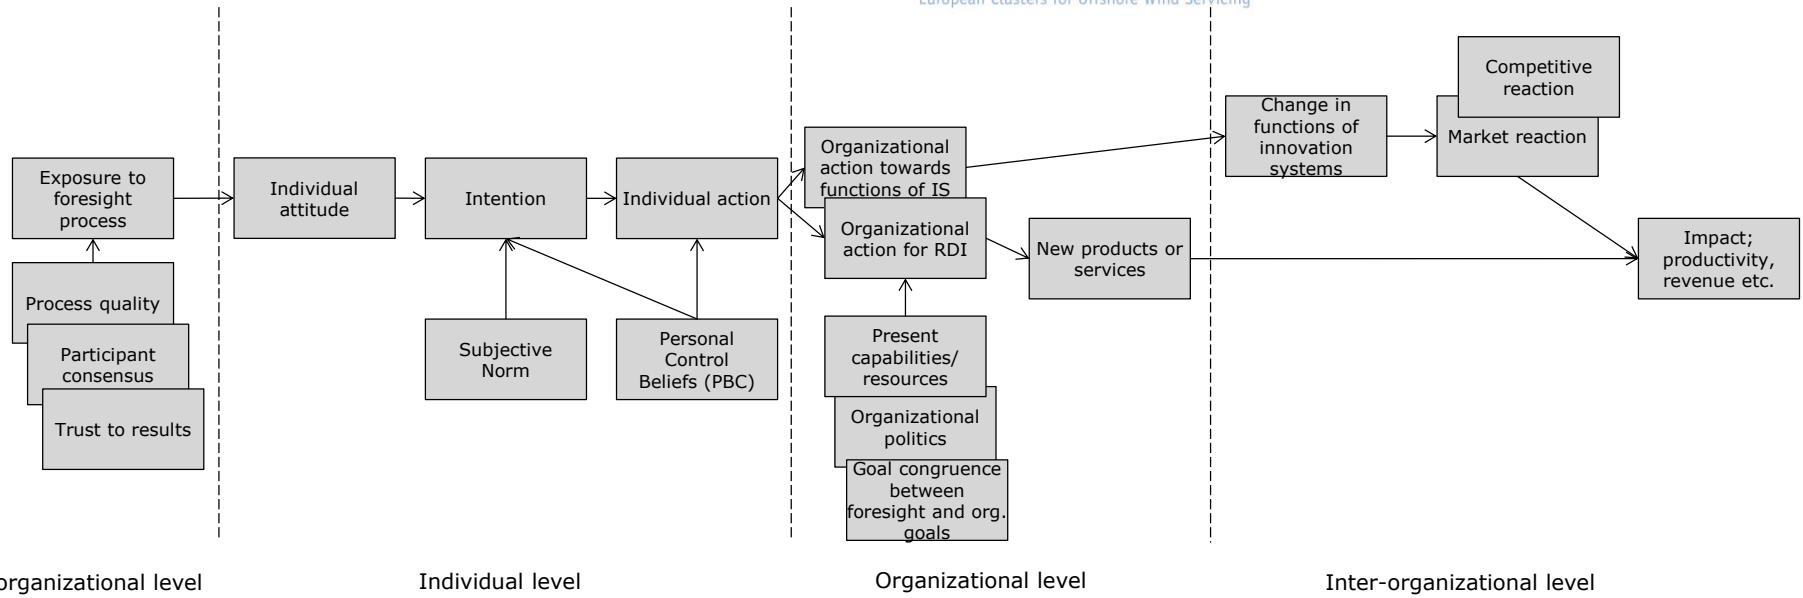 European Clusters for Offshore Wind Servicing
Exposure to
foresight
process
Process quality
Participant
consensus
Trust to results
Individual
attitude
Intention
Individual action
Subjective
Norm
Personal
Control
Beliefs (PBC)
Organizational
action towards
functions of IS
Organizational
action for RDI
New products or
services
Present
capabilities/
resources
Organizational
politics
Goal congruence
between
foresight and org.
goals
Change in
functions of
innovation
systems
Competitive
reaction
Market reaction
Impact;
productivity,
revenue etc.
organizational level
Individual level
Organizational level
Inter-organizational level